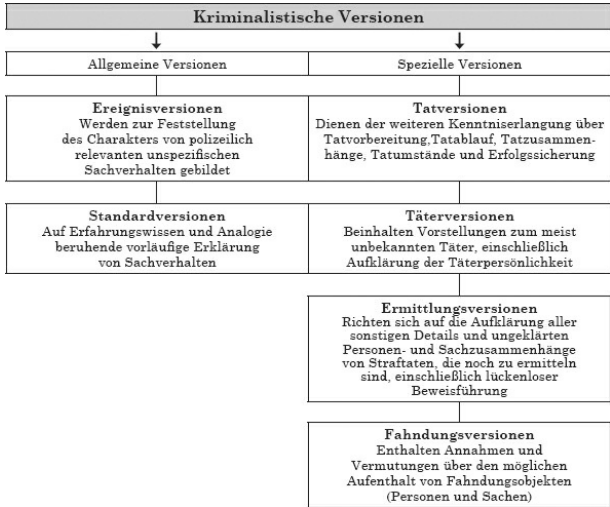 Kriminalistische Versionen
Allgemeine Versionen
Spezielle Versionen
Ereignisversionen
Werden zur Feststellung
des Charakters von polizeilich
relevanten unspezifischen
Sachverhalten gebildet
Tatversionen
Dienen der weiteren Kenntniserlangung über
Tatvorbereitung,Tatablauf, Tatzusammen-
hänge, Tatumstände und Erfolgssicherung
Standardversionen
Auf Erfahrungswissen und Analogie
beruhende vorläufige Erklärung
von Sachverhalten
Täterversionen
Beinhalten Vorstellungen zum meist
unbekannten Täter, einschließlich
Aufklärung der Täterpersönlichkeit
Ermittlungsversionen
Richten sich auf die Aufklärung aller
sonstigen Details und ungeklärten
Personen- und Sachzusammenhänge
von Straftaten, die noch zu ermitteln
sind, einschließlich lückenloser
Beweisführung
Fahndungsversionen
Enthalten Annahmen und
Vermutungen über den möglichen
Aufenthalt von Fahndungsobjekten
(Personen und Sachen)